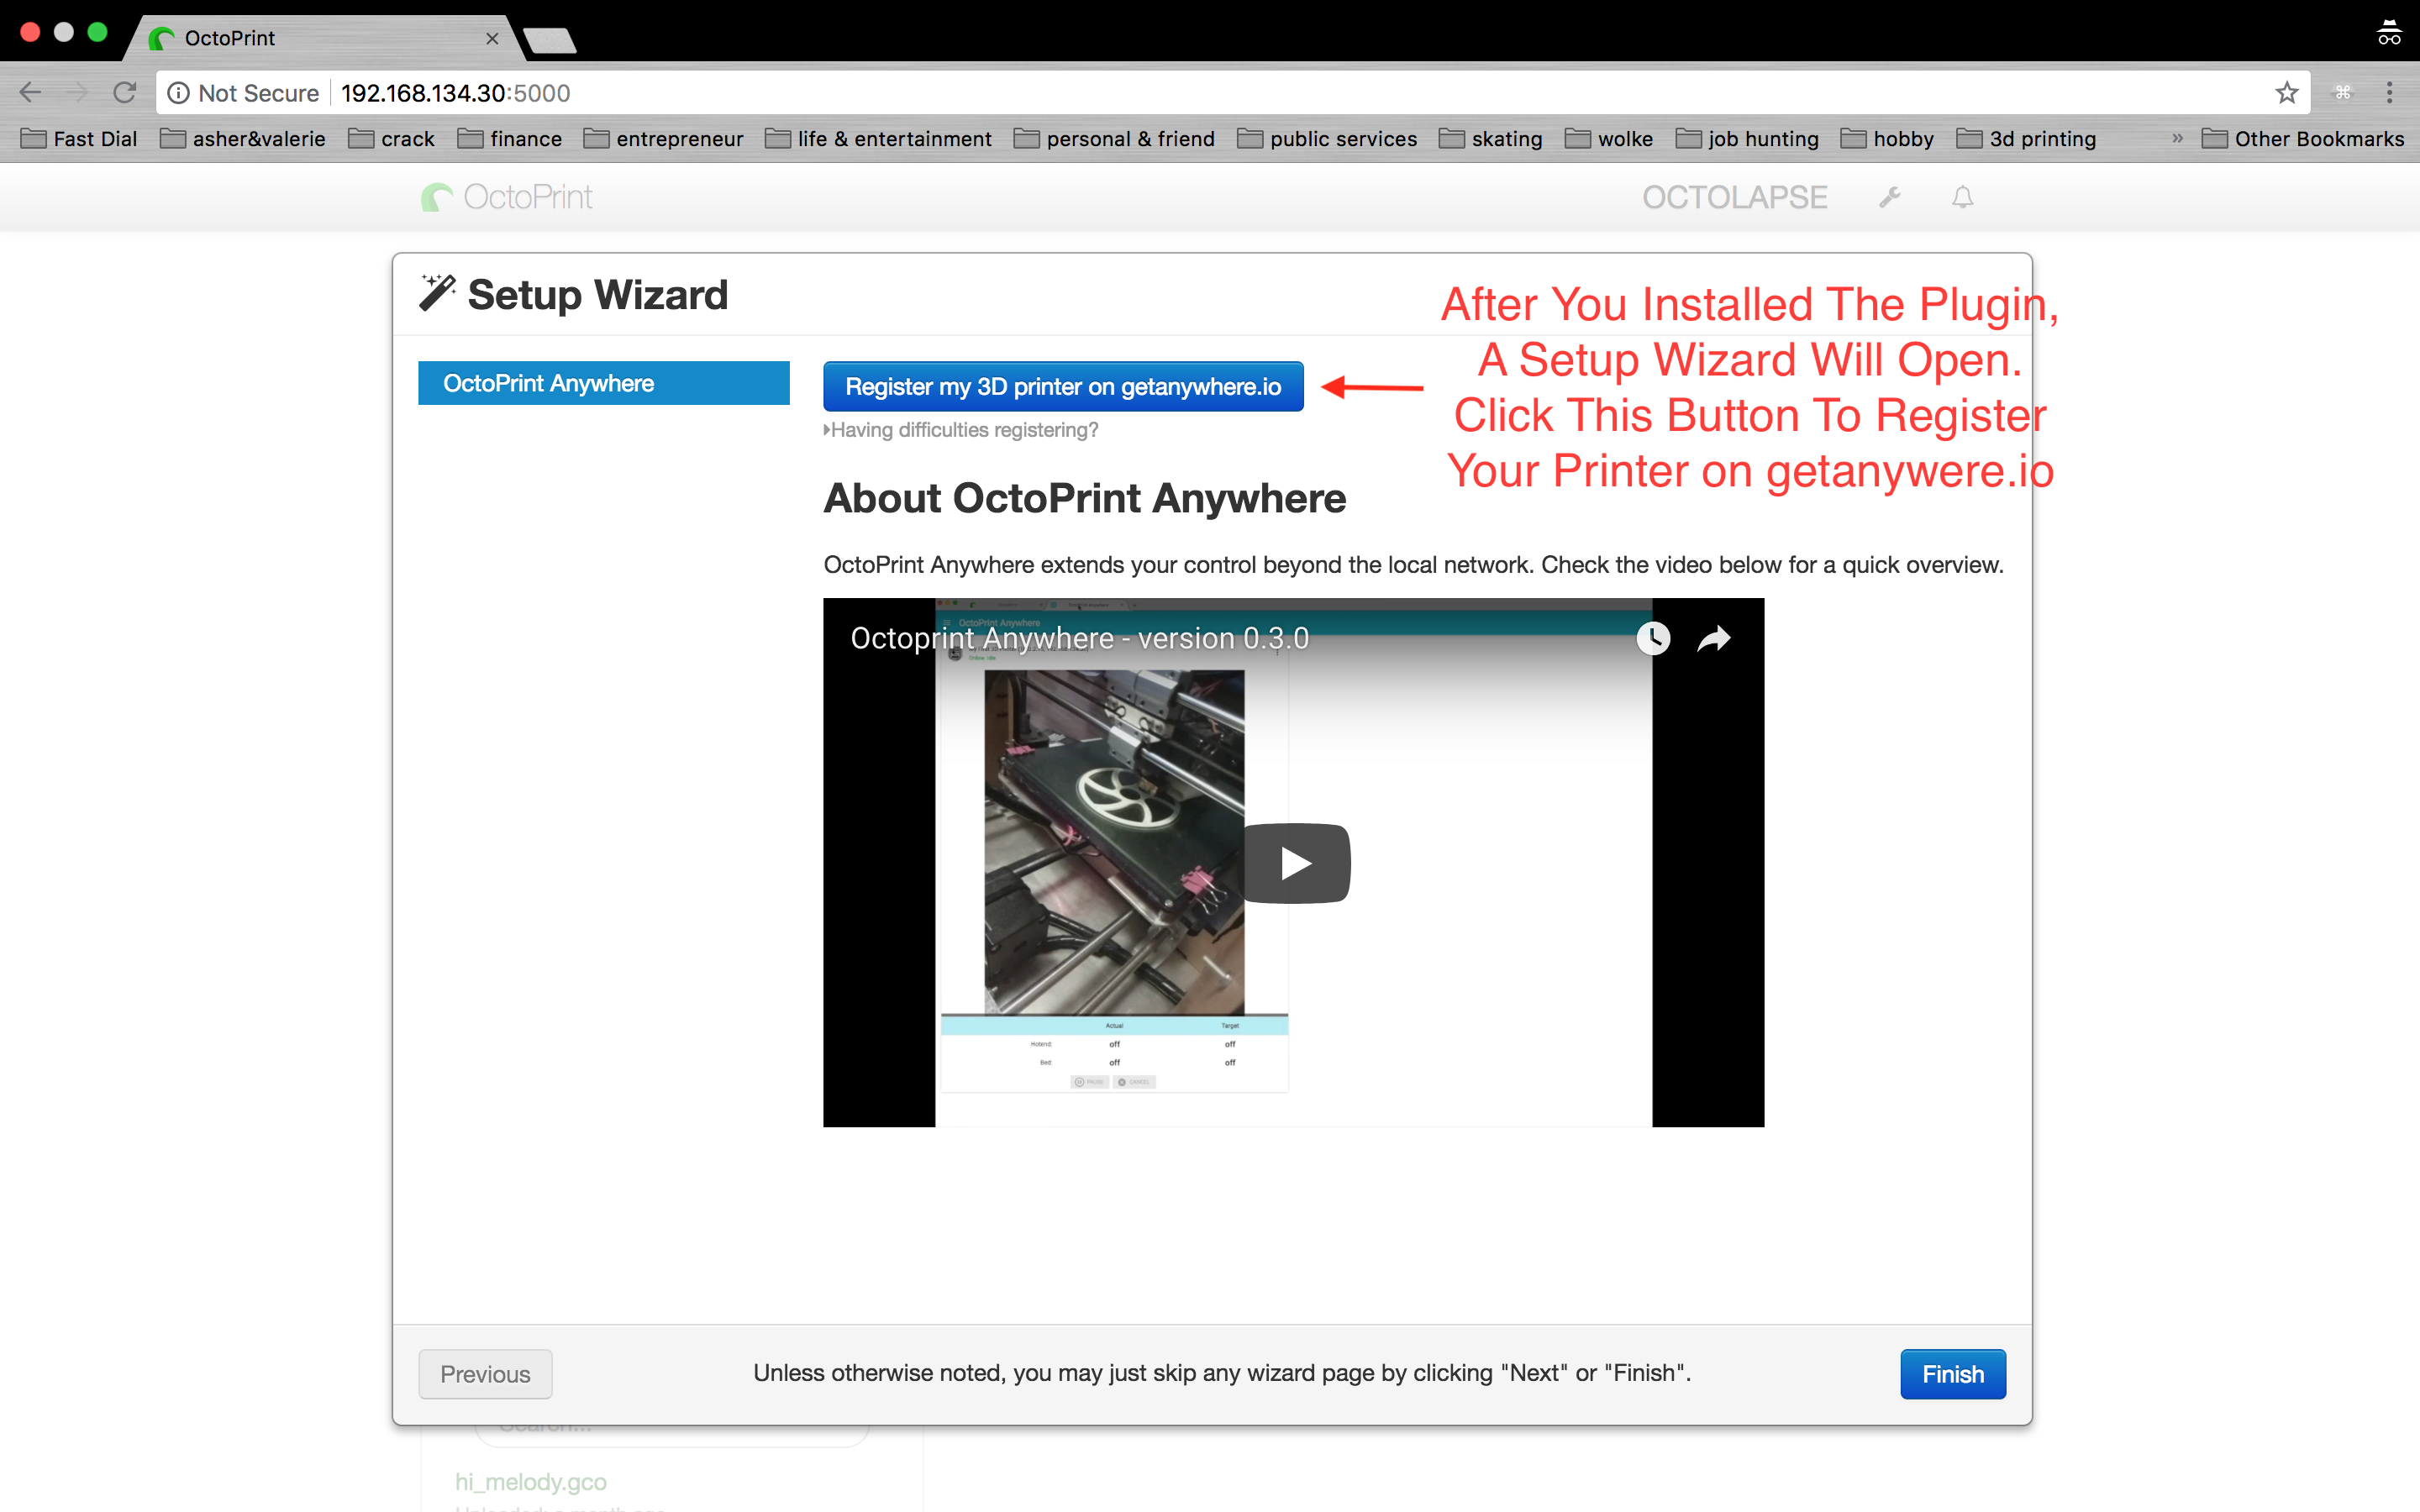 OctoPrint
Not Secure 192.168.134.30:5000
Fast Dial asher&valerie crack finance entrepreneur life & entertainment personal & friend public services skating wolke job hunting hobby 3d printing » Other Bookmarks
OctoPrint OCTOLAPSE
Setup Wizard
After You Installed The Plugin,
A Setup Wizard Will Open.
Click This Button To Register
Your Printer on getanywere.io
OctoPrint Anywhere
Register my 3D printer on getanywhere.io
Having difficulties registering?
About OctoPrint Anywhere
OctoPrint Anywhere extends your control beyond the local network. Check the video below for a quick overview.
OctoPrint Anywhere
Octoprint Anywhere - version 0.3.0
Actual Target
Hotend: off off
Bed: off off
PAUSE CANCEL
Previous
Unless otherwise noted, you may just skip any wizard page by clicking "Next" or "Finish".
Finish
Search...
hi_melody.gco